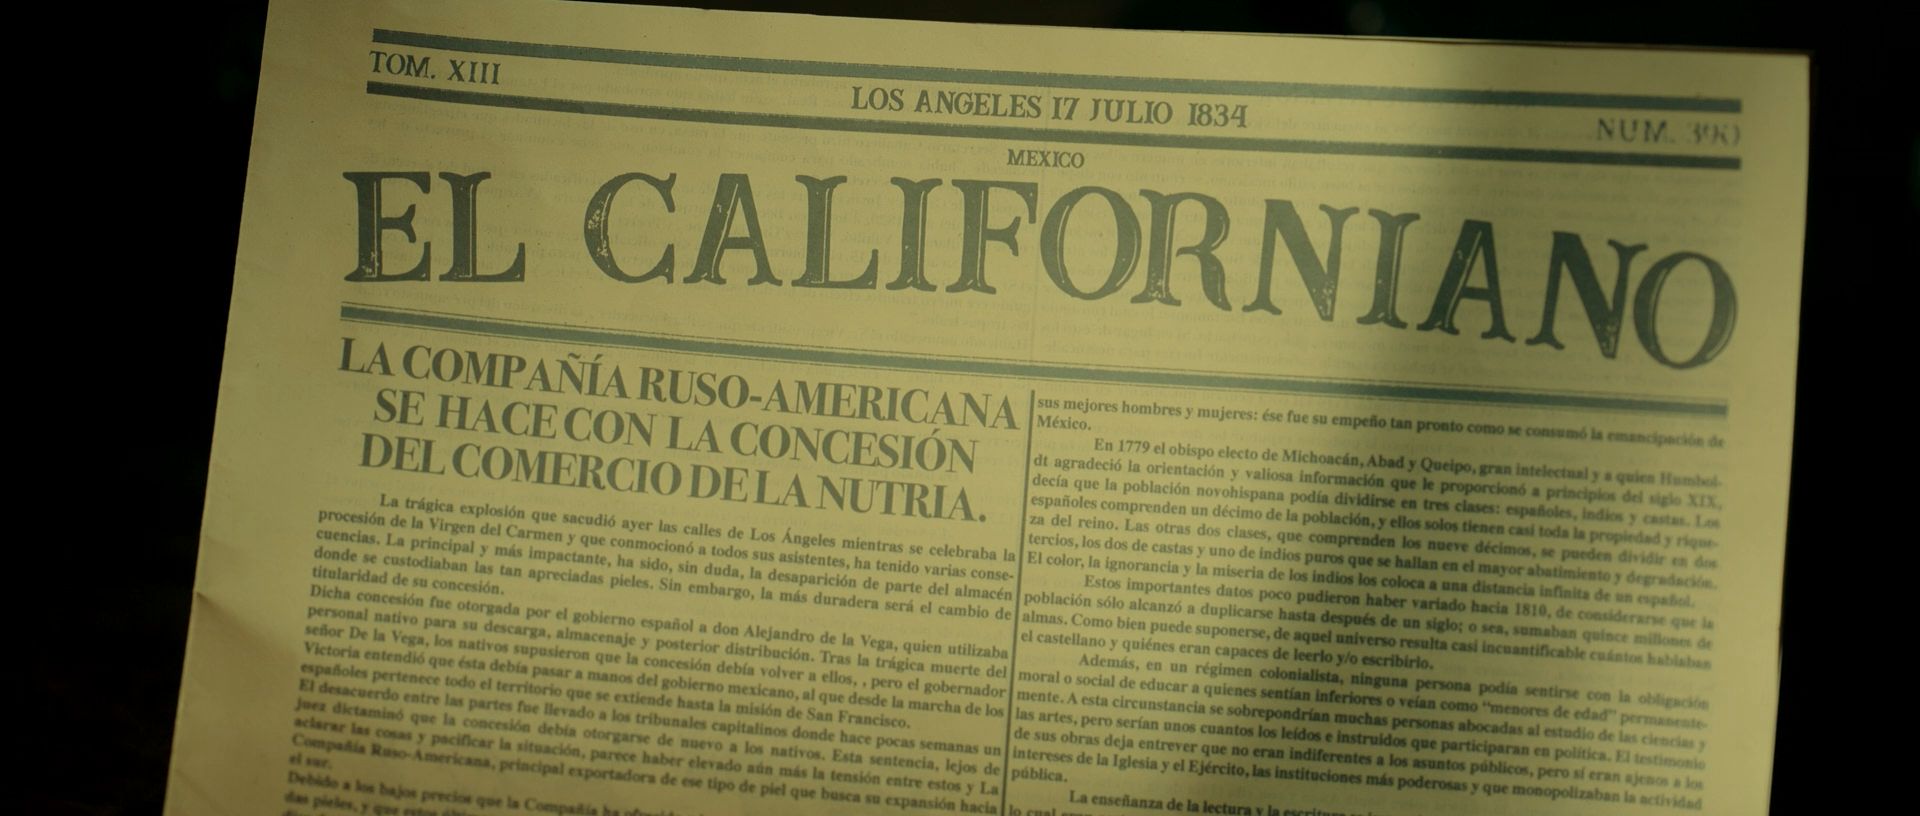 TOM. XIII
LOS ANGELES 17 JULIO 1834
NUM.
MEXICO
EL CALIFORNIANO
LA COMPAÑÍA RUSO-AMERICANA
SE HACE CON LA CONCESIÓN
DEL COMERCIO DE LA NUTRIA.
La trágica explosión que sacudió ayer las calles de Los Ángeles mientras se celebraba la
procesión de la Virgen del Carmen y que conmocionó a todos sus asistentes, ha tenido varias conse-
cuencias. La principal y más impactante, ha sido, sin duda, la desaparición de parte del almacén
donde se custodiaban las tan apreciadas pieles. Sin embargo, la más duradera será el cambio de
titularidad de su concesión.
Dicha concesión fue otorgada por el gobierno español a don Alejandro de la Vega, quien utilizaba
personal nativo para su descarga, almacenaje y posterior distribución. Tras la trágica muerte del
señor De la Vega, los nativos supusieron que la concesión debía volver a ellos, , pero el gobernador
Victoria entendió que ésta debía pasar a manos del gobierno mexicano, al que desde la marcha de los
españoles pertenece todo el territorio que se extiende hasta la misión de San Francisco.
El desacuerdo entre las partes fue llevado a los tribunales capitalinos donde hace pocas semanas un
juez dictaminó que la concesión debía otorgarse de nuevo a los nativos. Esta sentencia, lejos de
aclarar las cosas y pacificar la situación, parece haber elevado aún más la tensión entre estos y La
Compañía Ruso-Americana, principal exportadora de ese tipo de piel que busca su expansión hacia
el sur.
Debido a los bajos precios que la Compañía ha
das pieles, y que
sus mejores hombres y mujeres: ése fue su empeño tan pronto como se consumó la emancipación de
México.
En 1779 el obispo electo de Michoacán, Abad y Queipo, gran intelectual y a quien Humbol-
dt agradeció la orientación y valiosa información que le proporcionó a principios del siglo XIX,
decía que la población novohispana podía dividirse en tres clases: españoles, indios y castas. Los
españoles comprenden un décimo de la población, y ellos solos tienen casi toda la propiedad y rique-
za del reino. Las otras dos clases, que comprenden los nueve décimos, se pueden dividir en dos
tercios, los dos de castas y uno de indios puros que se hallan en el mayor abatimiento y degradación.
El color, la ignorancia y la miseria de los indios los coloca a una distancia infinita de un español.
Estos importantes datos poco pudieron haber variado hacia 1810, de considerarse que la
población sólo alcanzó a duplicarse hasta después de un siglo; o sea, sumaban quince millones de
almas. Como bien puede suponerse, de aquel universo resulta casi incuantificable cuántos hablaban
el castellano y quiénes eran capaces de leerlo y/o escribirlo.
Además, en un régimen colonialista, ninguna persona podía sentirse con la obligación
moral o social de educar a quienes sentían inferiores o veían como "menores de edad" permanente-
mente. A esta circunstancia se sobrepondrían muchas personas abocadas al estudio de las ciencias y
las artes, pero serían unos cuantos los leídos e instruidos que participaran en política. El testimonio
de sus obras deja entrever que no eran indiferentes a los asuntos públicos, pero sí eran ajenos a los
intereses de la Iglesia y el Ejército, las instituciones más poderosas y que monopolizaban la actividad
pública.
La enseñanza de la lectura y la
lo cual